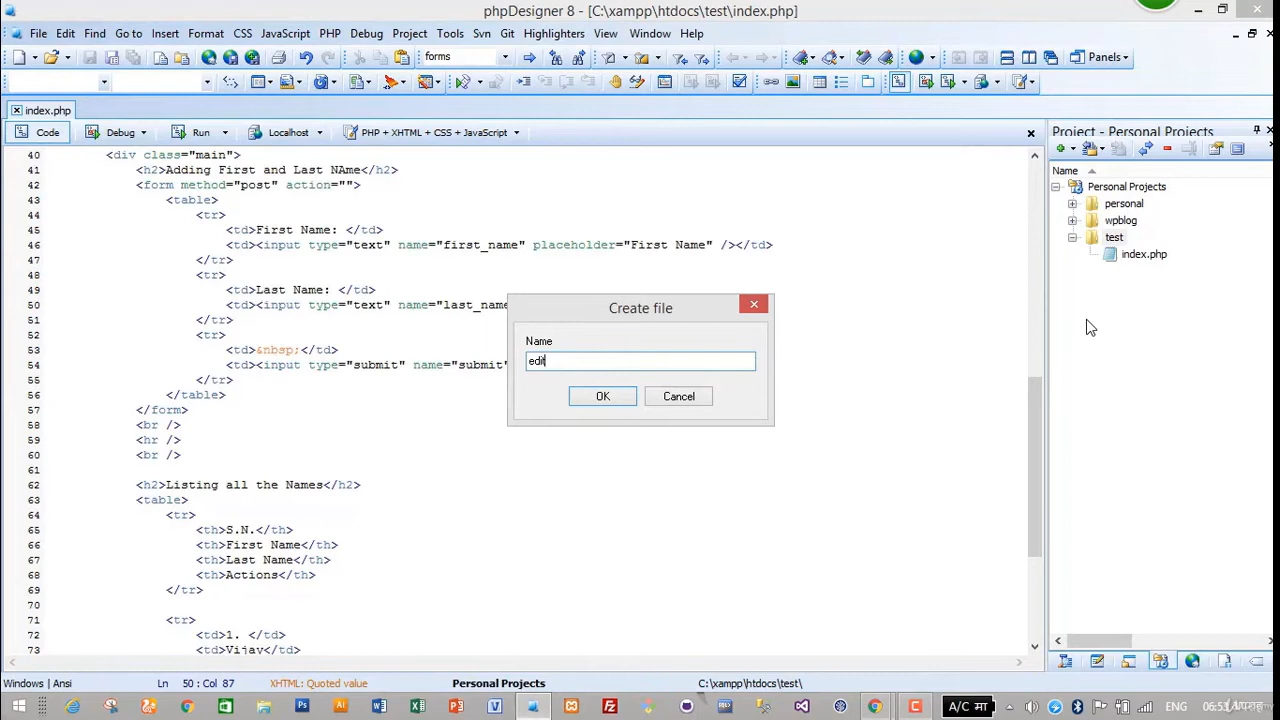 phpDesigner 8 - [C:\xampp\htdocs\test\index.php]
File Edit Find Go to Insert Format CSS JavaScript PHP Debug Project Tools Svn Git Highlighters View Window Help
forms
Panels
index.php
Code Debug Run Localhost PHP + XHTML + CSS + JavaScript
Project - Personal Projects
Name
Personal Projects
personal
wpblog
test
index.php
40 <div class="main">
41 <h2>Adding First and Last NAme</h2>
42 <form method="post" action="">
43 <table>
44 <tr>
45 <td>First Name: </td>
46 <td><input type="text" name="first_name" placeholder="First Name" /></td>
47 </tr>
48 <tr>
49 <td>Last Name: </td>
50 <td><input type="text" name="last_name
51 </tr>
52 <tr>
53 <td>&nbsp;</td>
54 <td><input type="submit" name="submit"
55 </tr>
56 </table>
57 </form>
58 <br />
59 <hr />
60 <br />
61
62 <h2>Listing all the Names</h2>
63 <table>
64 <tr>
65 <th>S.N.</th>
66 <th>First Name</th>
67 <th>Last Name</th>
68 <th>Actions</th>
69 </tr>
70
71 <tr>
72 <td>1. </td>
73 <td>Vijay</td>
Create file
Name
edit
OK Cancel
Windows | Ansi Ln 50 : Col 87 XHTML: Quoted value Personal Projects C:\xampp\htdocs\test\
A/C मा ENG